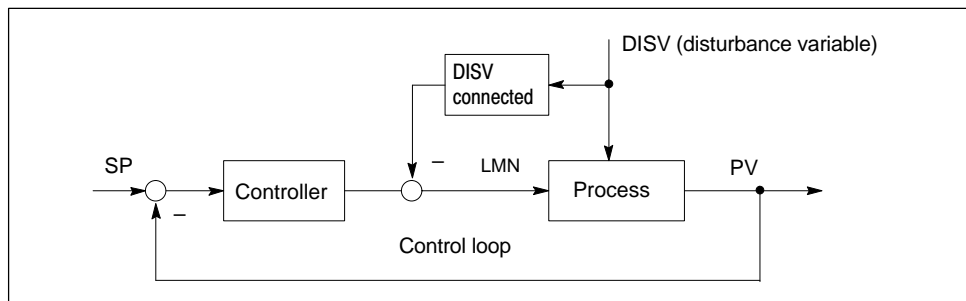 DISV (disturbance variable)
DISV
connected
–
SP
LMN
PV
Controller
Process
–
Control loop